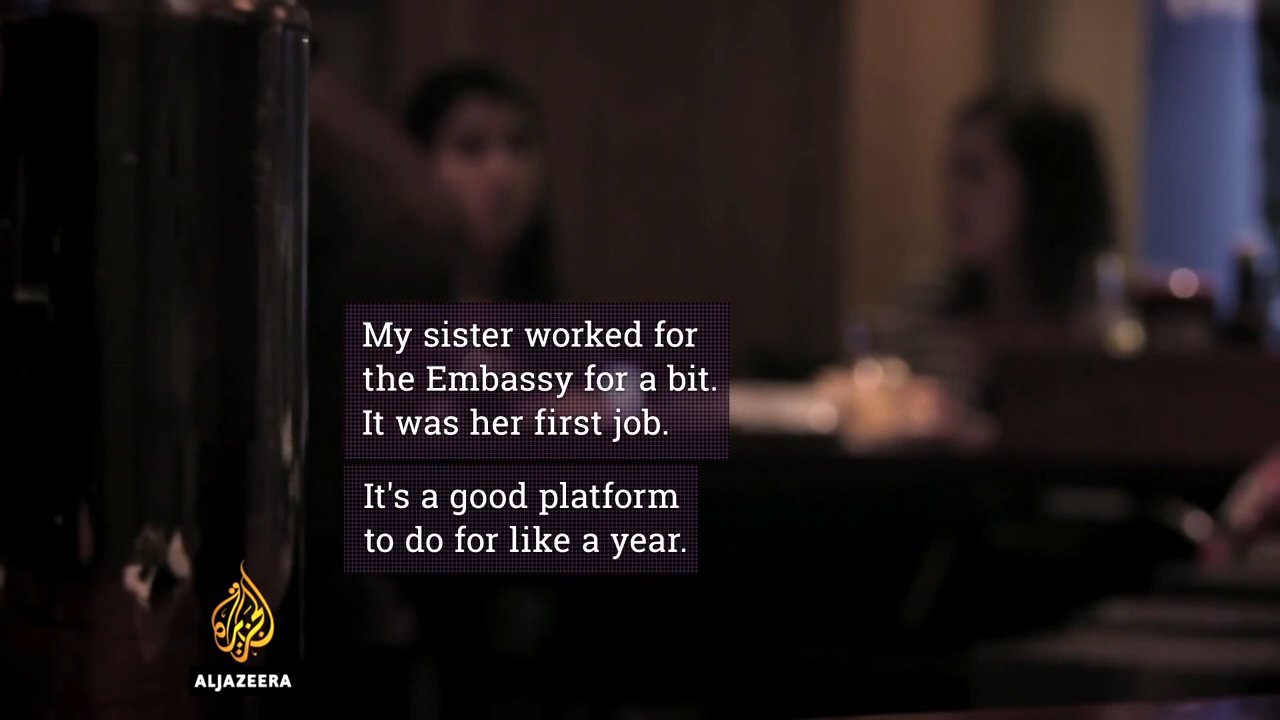 My sister worked for
the Embassy for a bit.
It was her first job.
It's a good platform
to do for like a year.
الجزيرة
ALJAZEERA